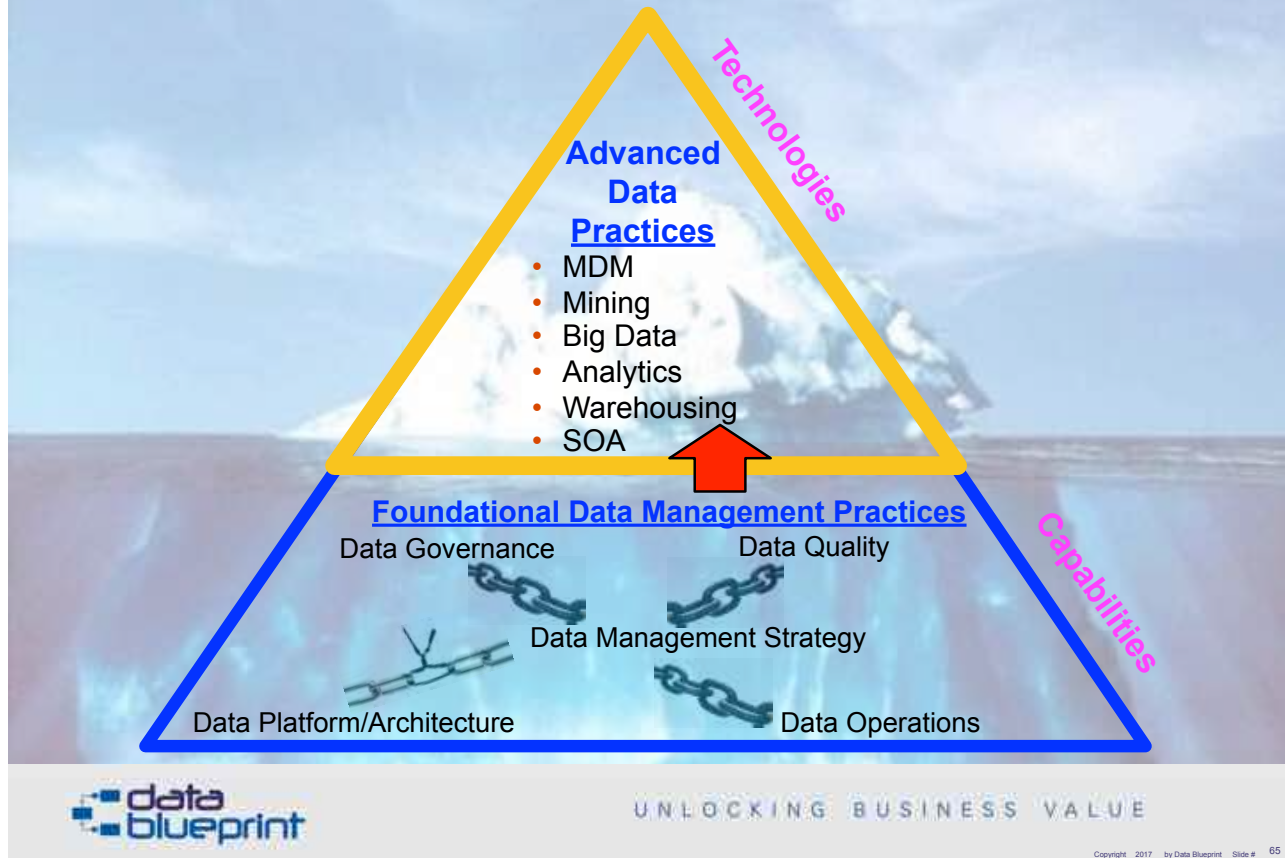 Technologies
Advanced
Data
Practices
• MDM
• Mining
• Big Data
• Analytics
• Warehousing
• SOA
Foundational Data Management Practices
Data Governance
Data Quality
Capabilities
Data Management Strategy
Data Platform/Architecture
Data Operations
data
blueprint
UNLOCKING BUSINESS VALUE
Copyright 2017 by Data Blueprint Slide # 65